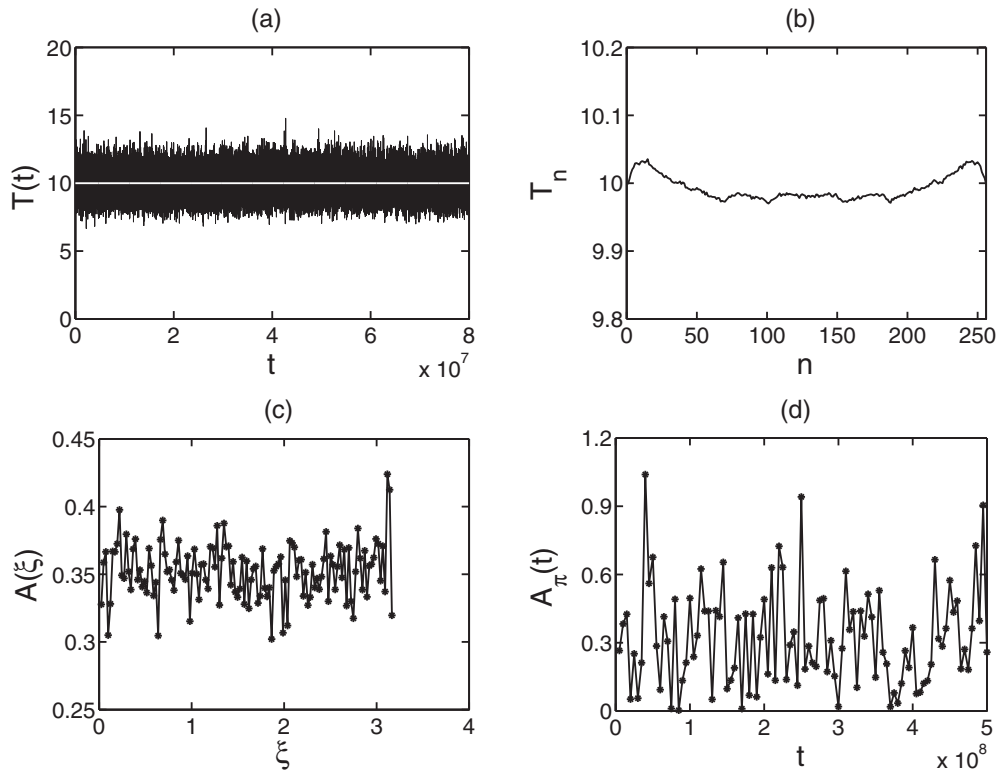 (a)
20
15
10
5
0
T(t)
0 2 4 6 8
t
x 10^7
(b)
10.2
10.1
10
9.9
9.8
T_n
0 50 100 150 200 250
n
(c)
0.45
0.4
0.35
0.3
0.25
A(ξ)
0 1 2 3 4
ξ
(d)
1.2
0.9
0.6
0.3
0
A_π(t)
0 1 2 3 4 5
t
x 10^8